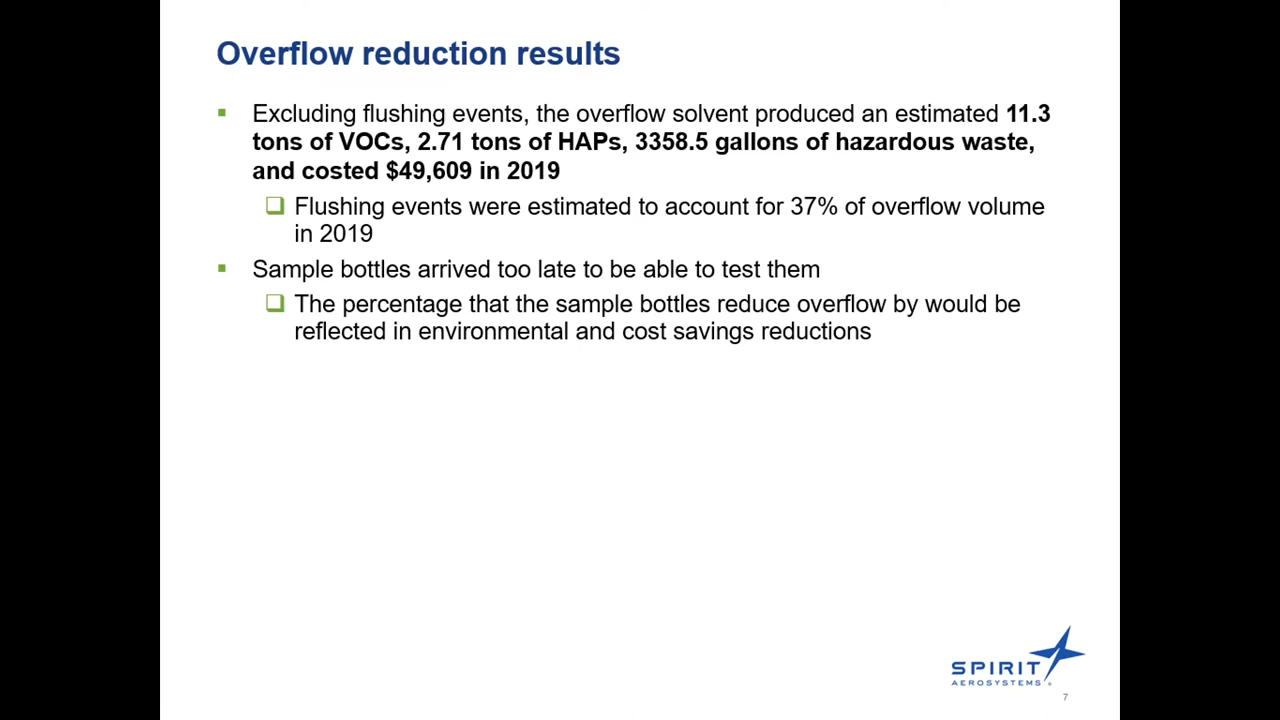 Overflow reduction results
Excluding flushing events, the overflow solvent produced an estimated 11.3
tons of VOCs, 2.71 tons of HAPs, 3358.5 gallons of hazardous waste,
and costed $49,609 in 2019
Flushing events were estimated to account for 37% of overflow volume
in 2019
Sample bottles arrived too late to be able to test them
The percentage that the sample bottles reduce overflow by would be
reflected in environmental and cost savings reductions
SPIRIT
AEROSYSTEMS
7